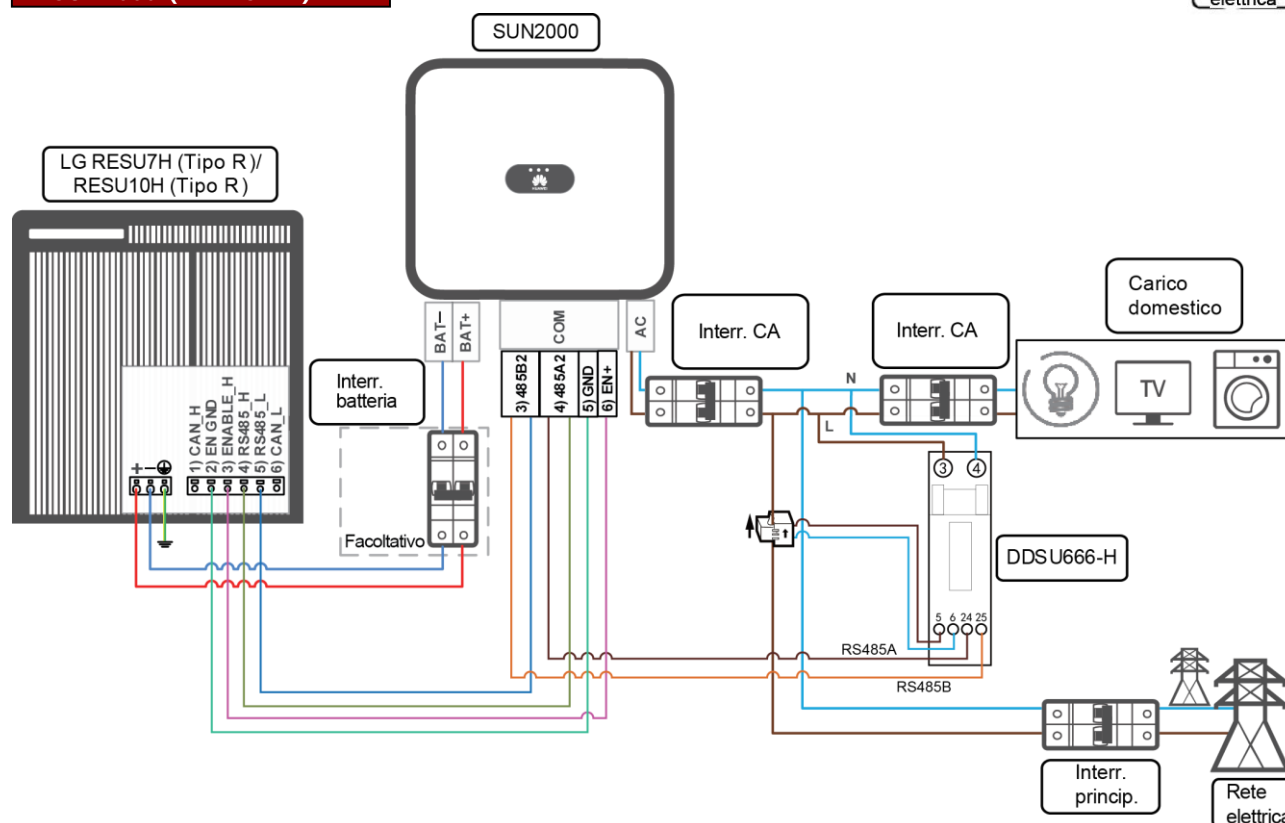 elettrica
SUN2000
LG RESU7H (Tipo R)/
RESU10H (Tipo R)
HUAWEI
Carico
domestico
Interr. CA
Interr. CA
BAT−
BAT+
COM
AC
Interr.
batteria
3) 485B2
4) 485A2
5) GND
6) EN+
N
L
TV
1) CAN_H
2) EN GND
3) ENABLE_H
4) RS485_H
5) RS485_L
6) CAN_L
+
−
3
4
Facoltativo
DDSU666-H
5 6 24 25
RS485A
RS485B
Interr.
princip.
Rete
elettrica